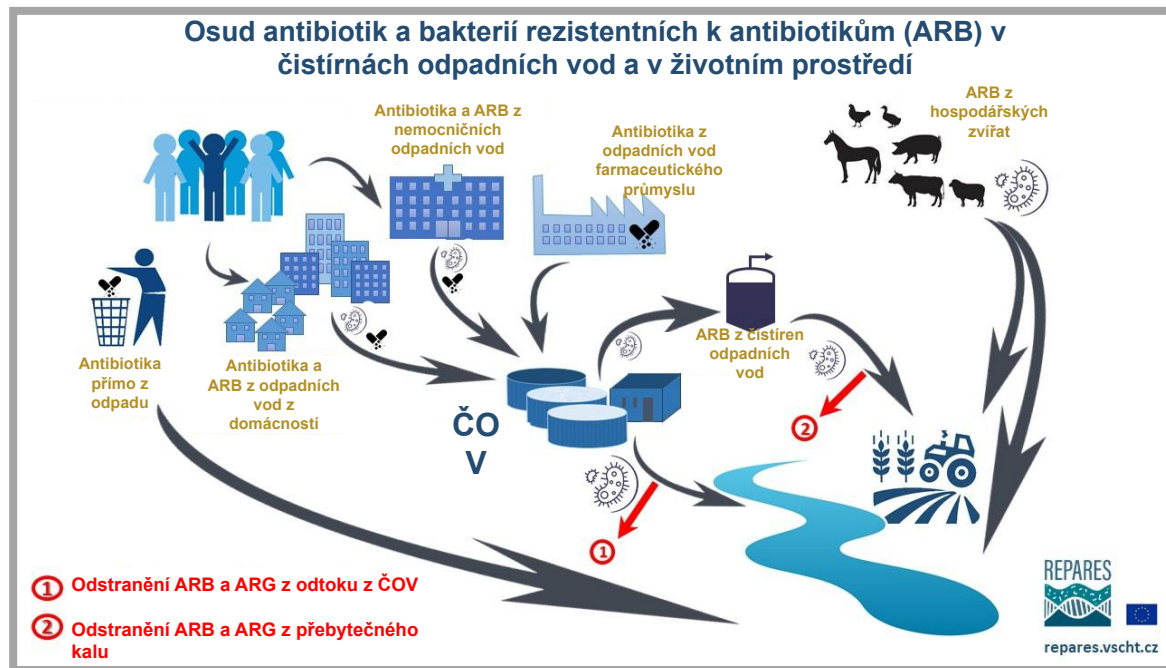 Osud antibiotik a bakterií rezistentních k antibiotikům (ARB) v
čistírnách odpadních vod a v životním prostředí
Antibiotika a ARB z
nemocničních
odpadních vod
Antibiotika z
odpadních vod
farmaceutického
průmyslu
ARB z
hospodářských
zvířat
Antibiotika
přímo z
odpadu
Antibiotika a
ARB z odpadních
vod z
domácností
ARB z čistíren
odpadních
vod
ČO
V
2
1
1 Odstranění ARB a ARG z odtoku z ČOV
2 Odstranění ARB a ARG z přebytečného
kalu
REPARES
repares.vscht.cz